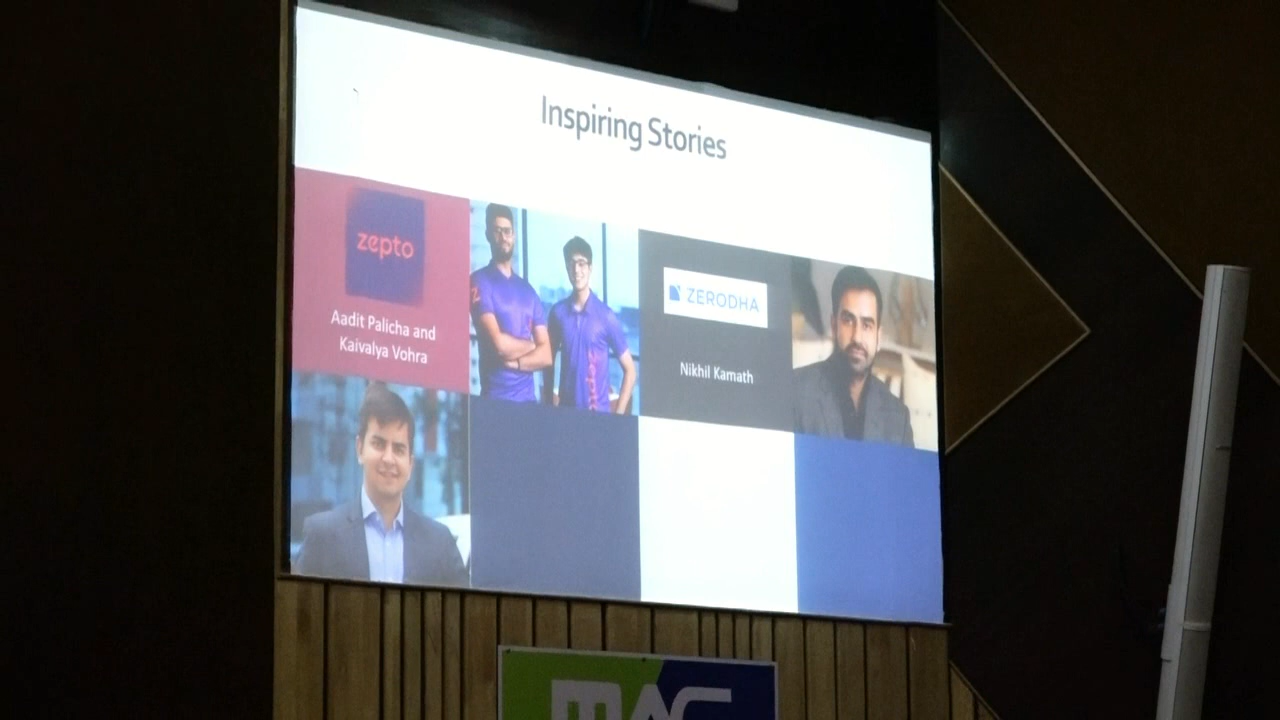 Inspiring Stories
zepto
Aadit Palicha and
Kaivalya Vohra
ZERODHA
Nikhil Kamath